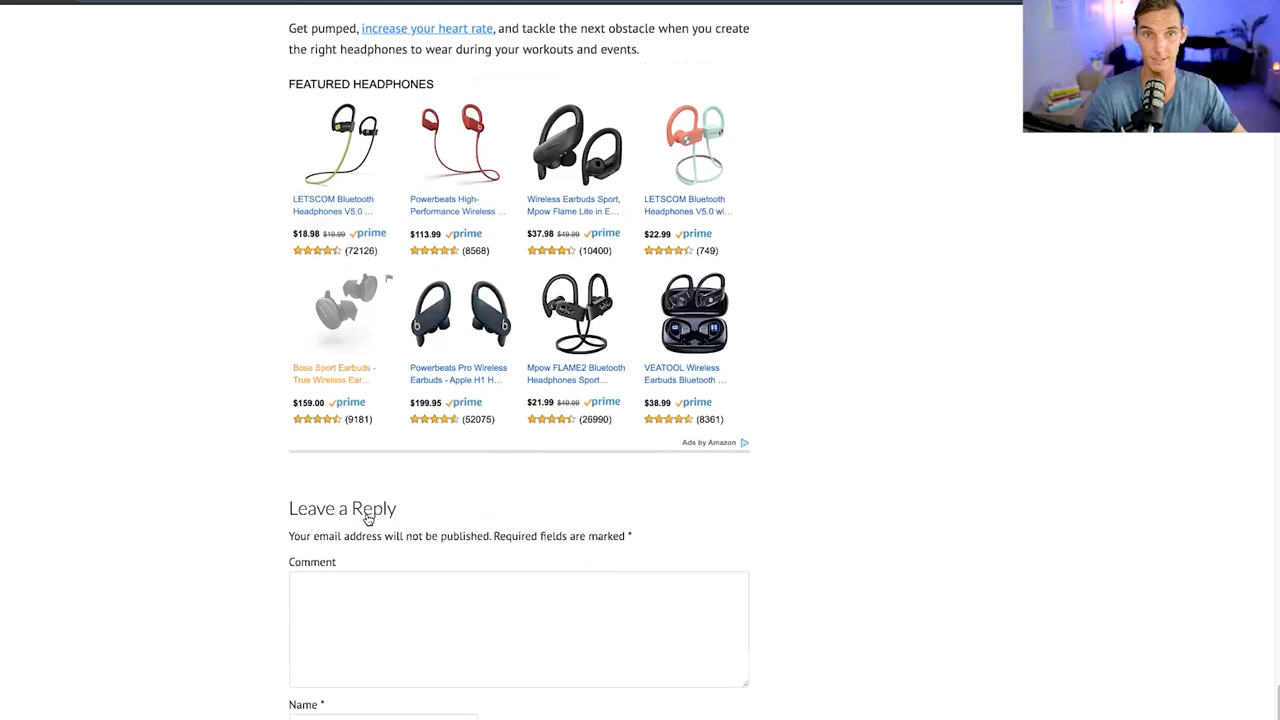 Get pumped, increase your heart rate, and tackle the next obstacle when you create
the right headphones to wear during your workouts and events.
FEATURED HEADPHONES
LETSCOM Bluetooth
Headphones V5.0 ...
$18.98 $19.99 prime
(72126)
Powerbeats High-
Performance Wireless ...
$113.99 prime
(8568)
Wireless Earbuds Sport,
Mpow Flame Lite in E...
$37.98 $49.99 prime
(10400)
LETSCOM Bluetooth
Headphones V5.0 wi...
$22.99 prime
(749)
Bose Sport Earbuds -
True Wireless Ear...
$159.00 prime
(9181)
Powerbeats Pro Wireless
Earbuds - Apple H1 H...
$199.95 prime
(52075)
Mpow FLAME2 Bluetooth
Headphones Sport...
$21.99 $49.99 prime
(26990)
VEATOOL Wireless
Earbuds Bluetooth ...
$38.99 prime
(8361)
Ads by Amazon
Leave a Reply
Your email address will not be published. Required fields are marked *
Comment
Name *